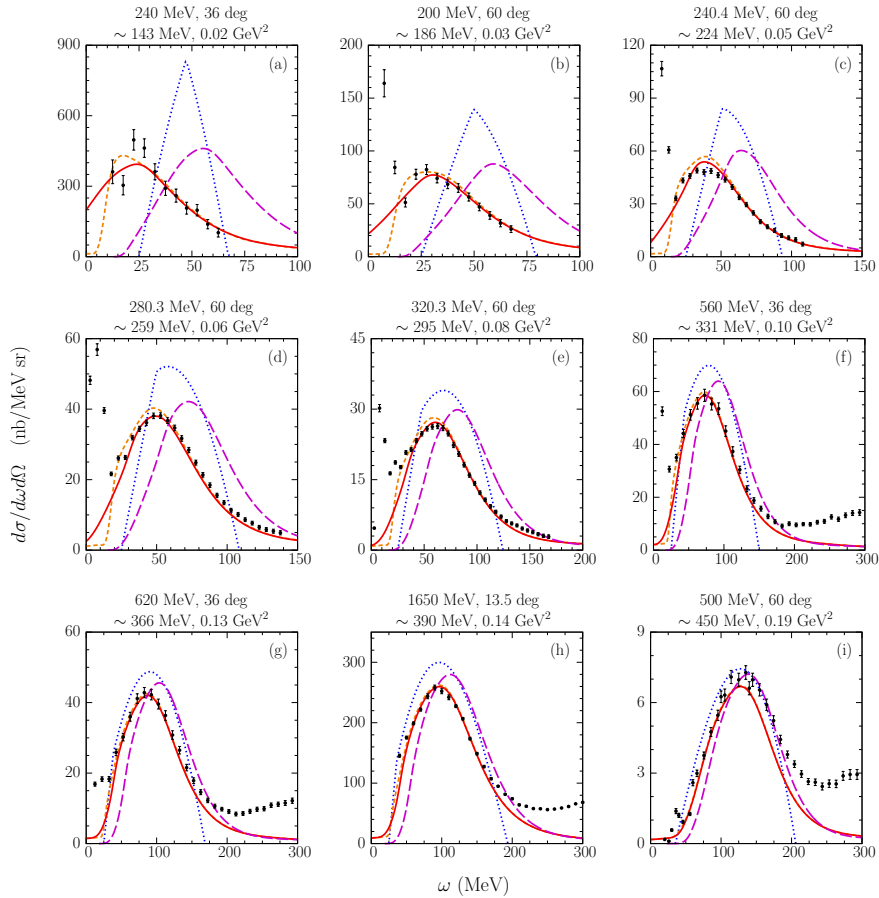 240 MeV, 36 deg
∼ 143 MeV, 0.02 GeV²
200 MeV, 60 deg
∼ 186 MeV, 0.03 GeV²
240.4 MeV, 60 deg
∼ 224 MeV, 0.05 GeV²
900
600
300
0
(a)
0 25 50 75 100
200
150
100
50
0
(b)
0 25 50 75 100
120
90
60
30
0
(c)
0 50 100 150
280.3 MeV, 60 deg
∼ 259 MeV, 0.06 GeV²
320.3 MeV, 60 deg
∼ 295 MeV, 0.08 GeV²
560 MeV, 36 deg
∼ 331 MeV, 0.10 GeV²
dσ/dωdΩ (nb/MeV sr)
60
40
20
0
(d)
0 50 100 150
45
30
15
0
(e)
0 50 100 150 200
80
60
40
20
0
(f)
0 100 200 300
620 MeV, 36 deg
∼ 366 MeV, 0.13 GeV²
1650 MeV, 13.5 deg
∼ 390 MeV, 0.14 GeV²
500 MeV, 60 deg
∼ 450 MeV, 0.19 GeV²
60
40
20
0
(g)
0 100 200 300
300
200
100
0
(h)
0 100 200 300
9
6
3
0
(i)
0 100 200 300
ω (MeV)